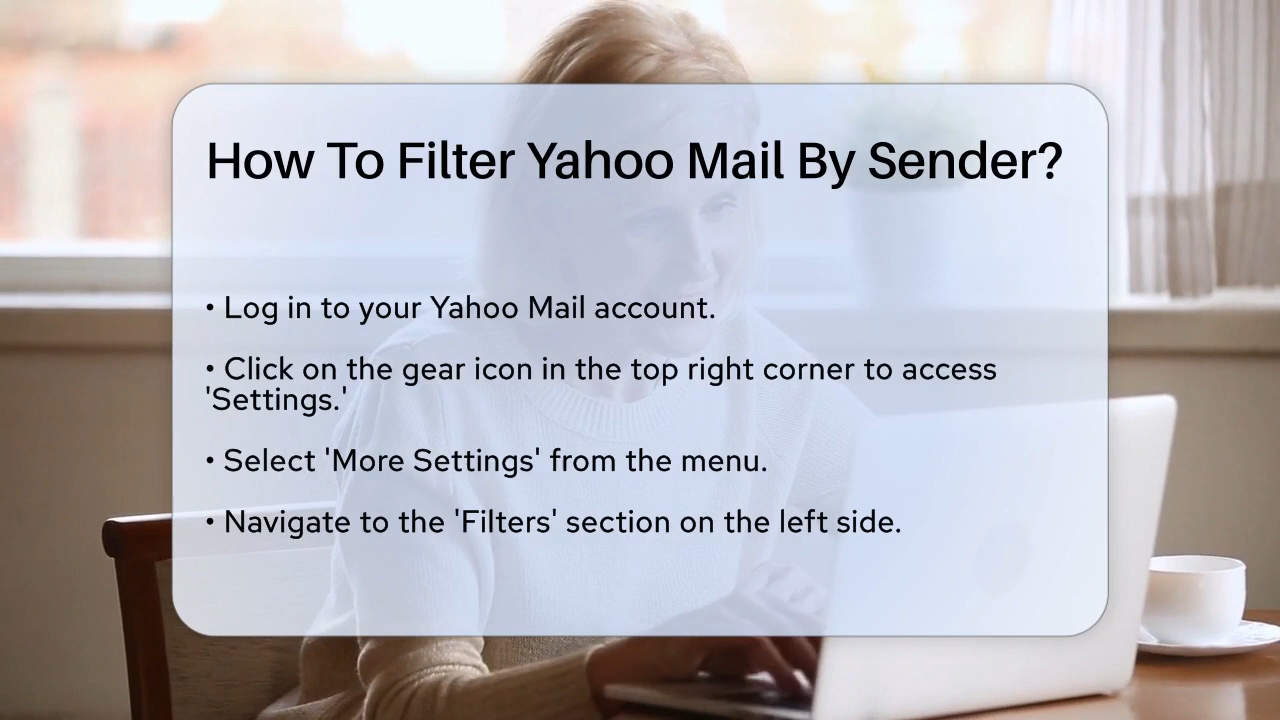 How To Filter Yahoo Mail By Sender?
• Log in to your Yahoo Mail account.
• Click on the gear icon in the top right corner to access
'Settings.'
• Select 'More Settings' from the menu.
• Navigate to the 'Filters' section on the left side.